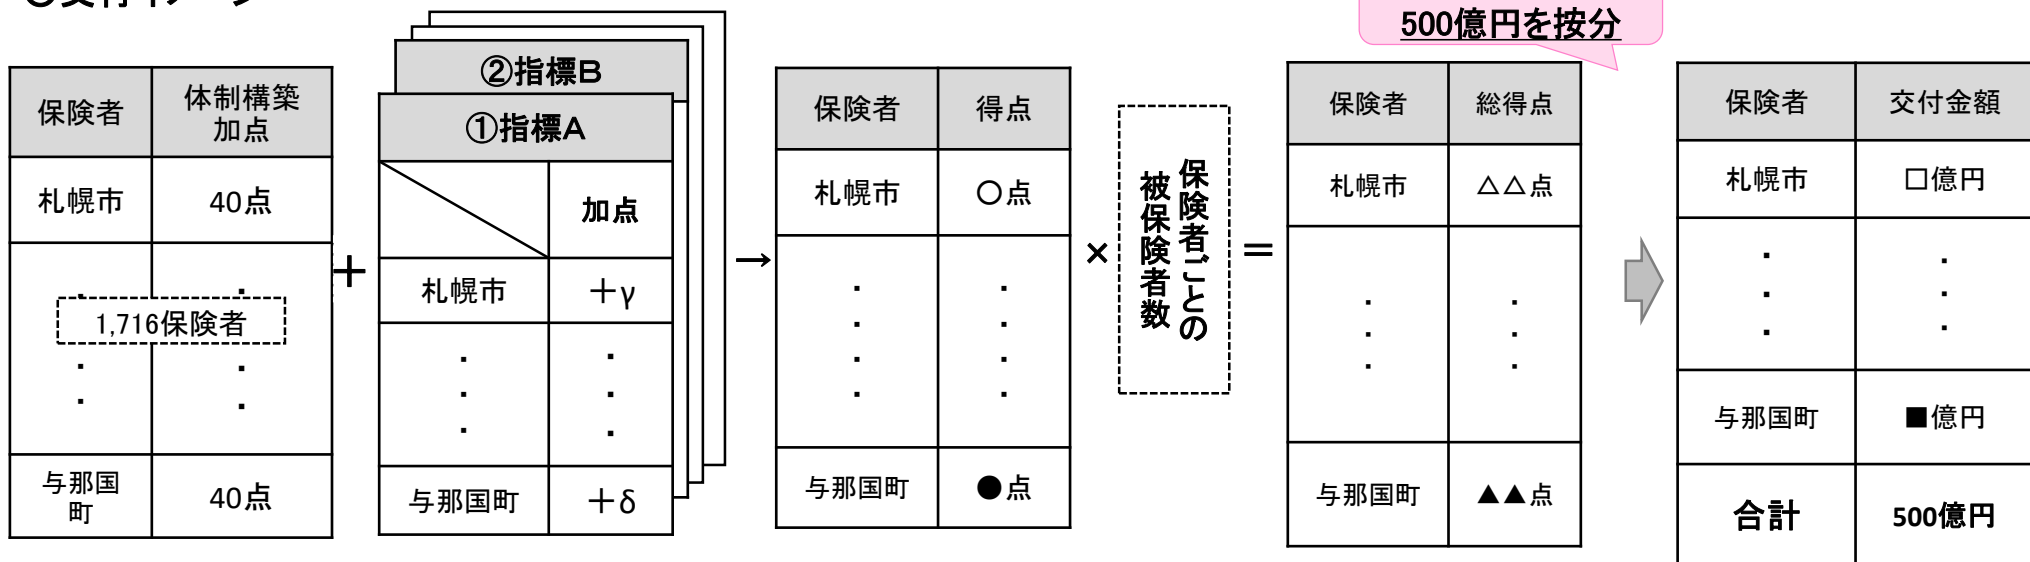 ○交付イメージ
500億円を按分
保険者 体制構築加点
札幌市 40点
・ ・
1,716保険者
・ ・
・ ・
与那国町 40点
＋
②指標B
①指標A
加点
札幌市 ＋γ
・ ・
・ ・
・ ・
与那国町 ＋δ
→
保険者 得点
札幌市 ○点
・ ・
・ ・
・ ・
・ ・
与那国町 ●点
×
保険者ごとの
被保険者数
＝
保険者 総得点
札幌市 △△点
・ ・
・ ・
・ ・
与那国町 ▲▲点
保険者 交付金額
札幌市 □億円
・ ・
・ ・
・ ・
与那国町 ■億円
合計 500億円